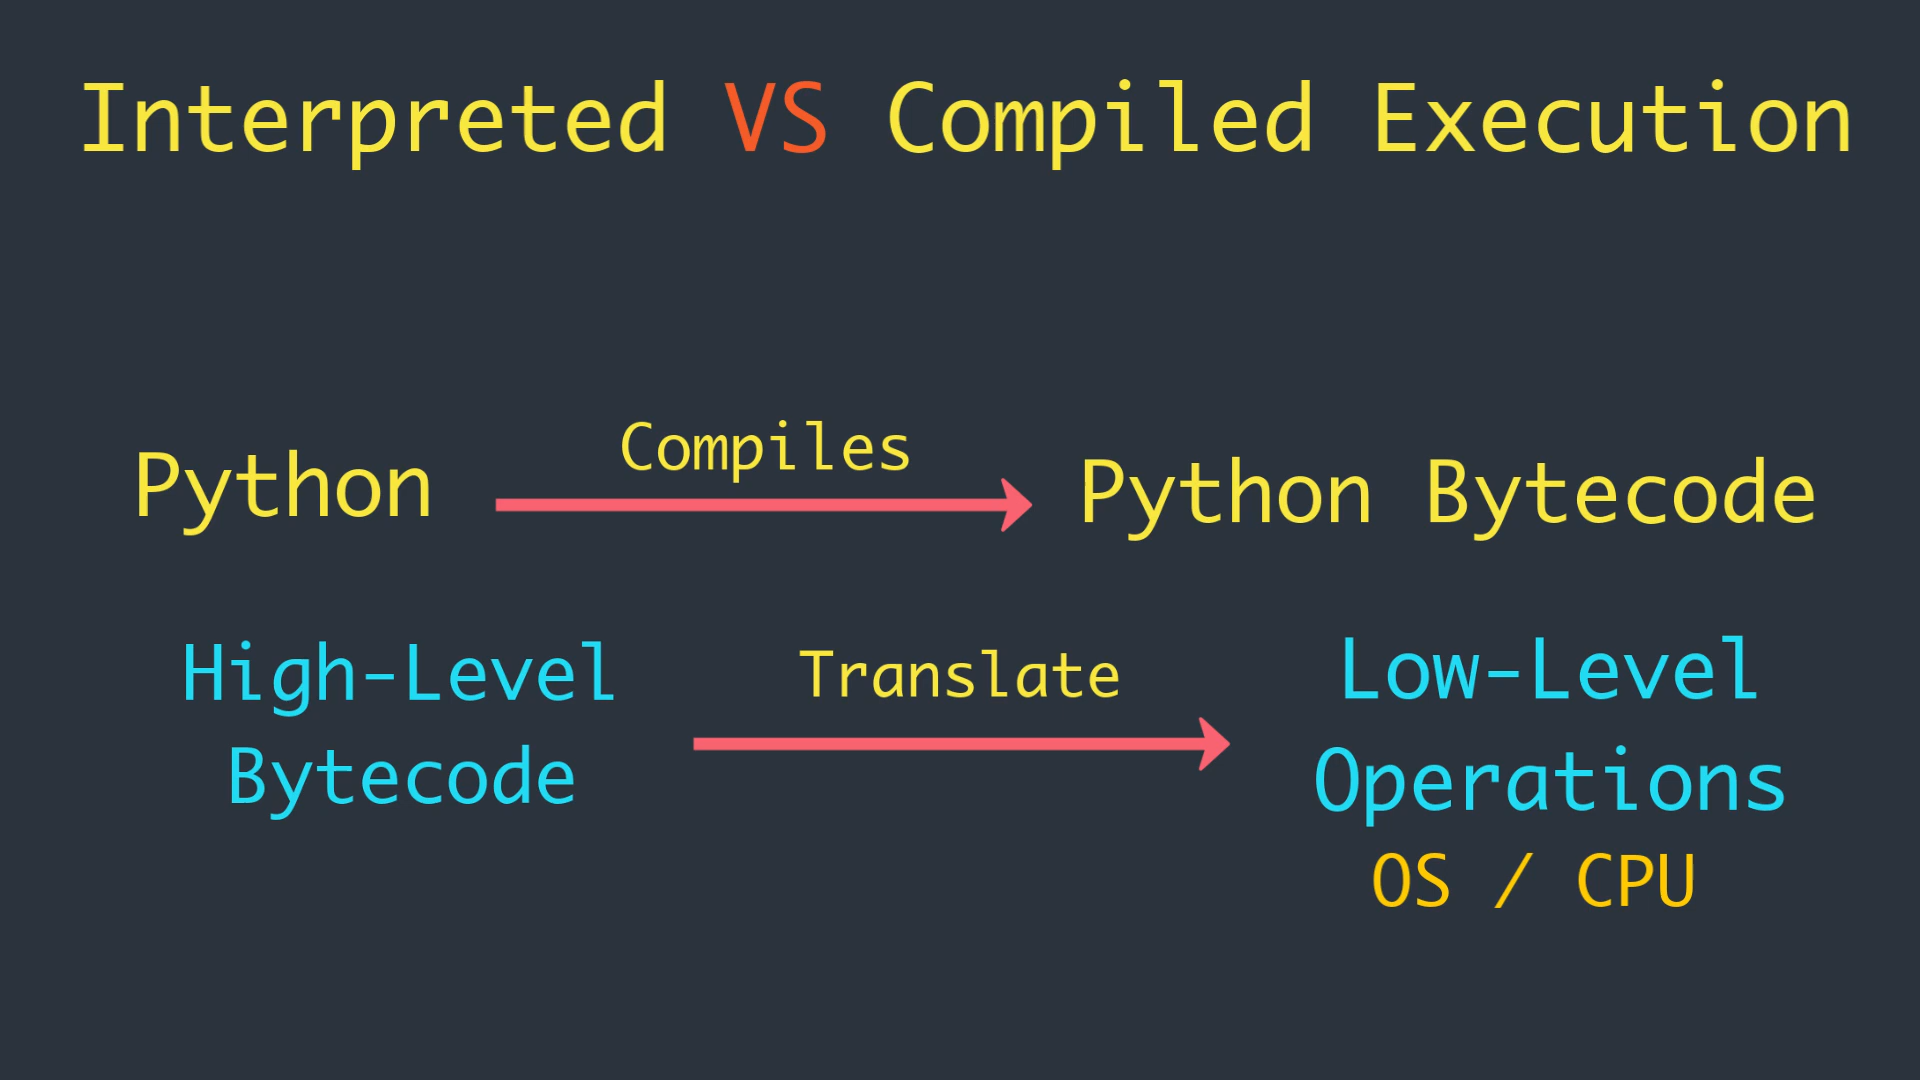 Interpreted VS Compiled Execution
Compiles
Python
Python Bytecode
High-Level
Bytecode
Translate
Low-Level
Operations
OS / CPU